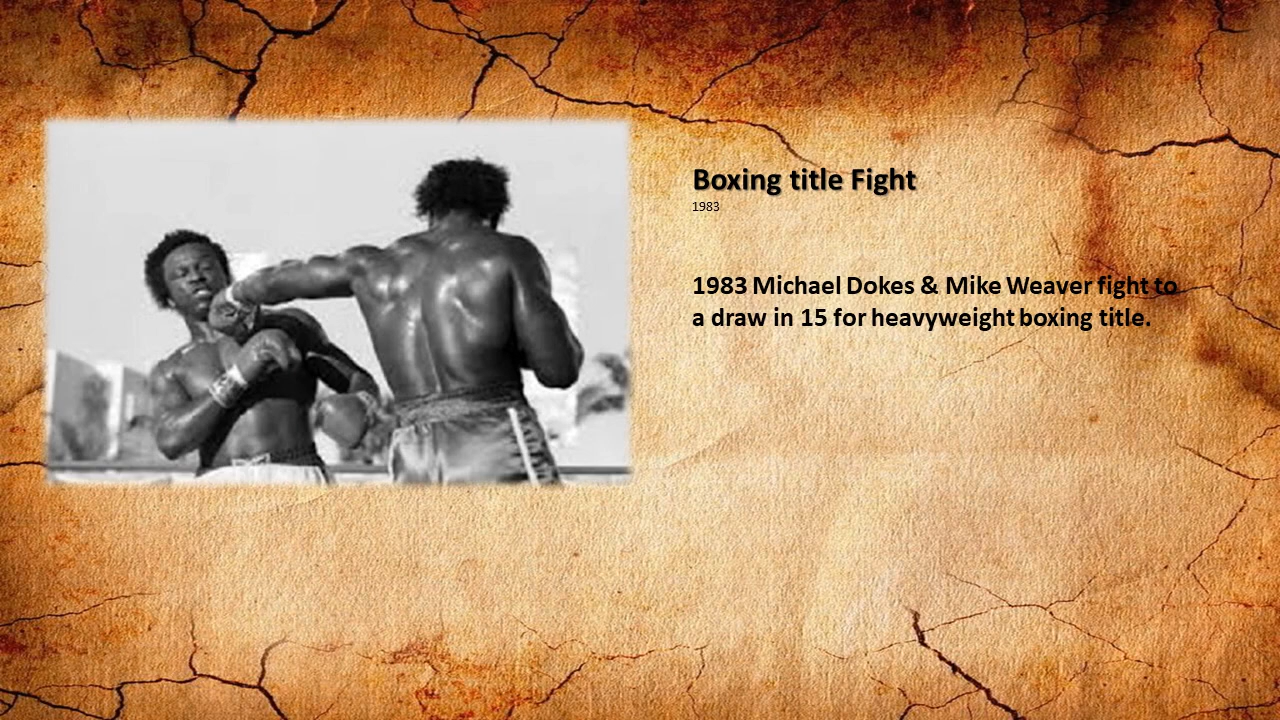 Boxing title Fight
1983
1983 Michael Dokes & Mike Weaver fight to
a draw in 15 for heavyweight boxing title.